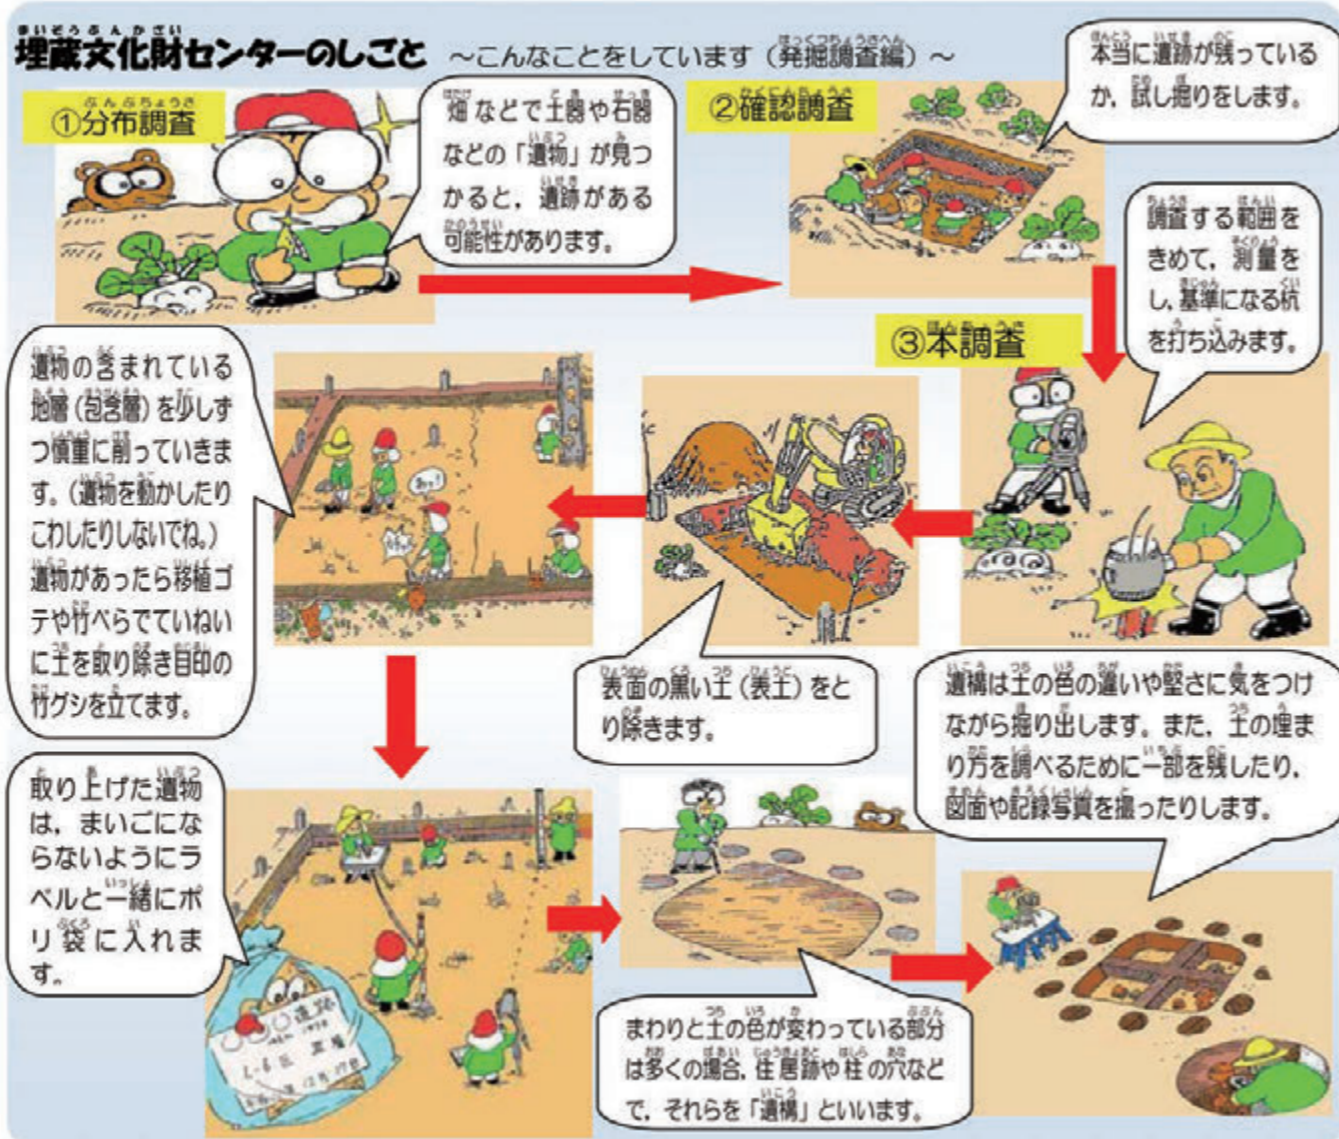 埋蔵文化財センターのしごと ～こんなことをしています（発掘調査編）～
①分布調査
畑などで土器や石器
などの「遺物」が見つ
かると，遺跡がある
可能性があります。
②確認調査
本当に遺跡が残っている
か，試し掘りをします。
③本調査
調査する範囲を
きめて，測量を
し，基準になる杭
を打ち込みます。
表面の黒い土（表土）をと
り除きます。
遺物の含まれている
地層（包含層）を少しず
つ慎重に削っていきま
す。（遺物を動かしたり
こわしたりしないでね。）
遺物があったら移植ゴ
テや竹べらでていねい
に土を取り除き目印の
竹グシを立てます。
あっ!
取り上げた遺物
は，まいごにな
らないようにラ
ベルと一緒にポ
リ袋に入れま
す。
まわりと土の色が変わっている部分
は多くの場合，住居跡や柱の穴など
で，それらを「遺構」といいます。
遺構は土の色の違いや堅さに気をつけ
ながら掘り出します。また，土の埋ま
り方を調べるために一部を残したり，
図面や記録写真を撮ったりします。